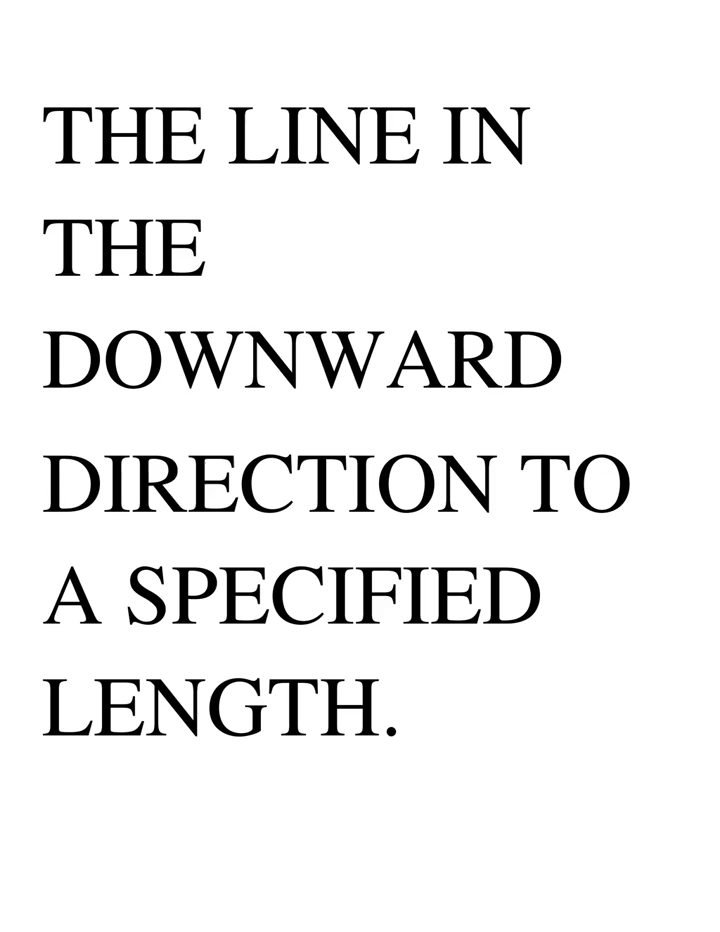 THE LINE IN
THE
DOWNWARD
DIRECTION TO
A SPECIFIED
LENGTH.